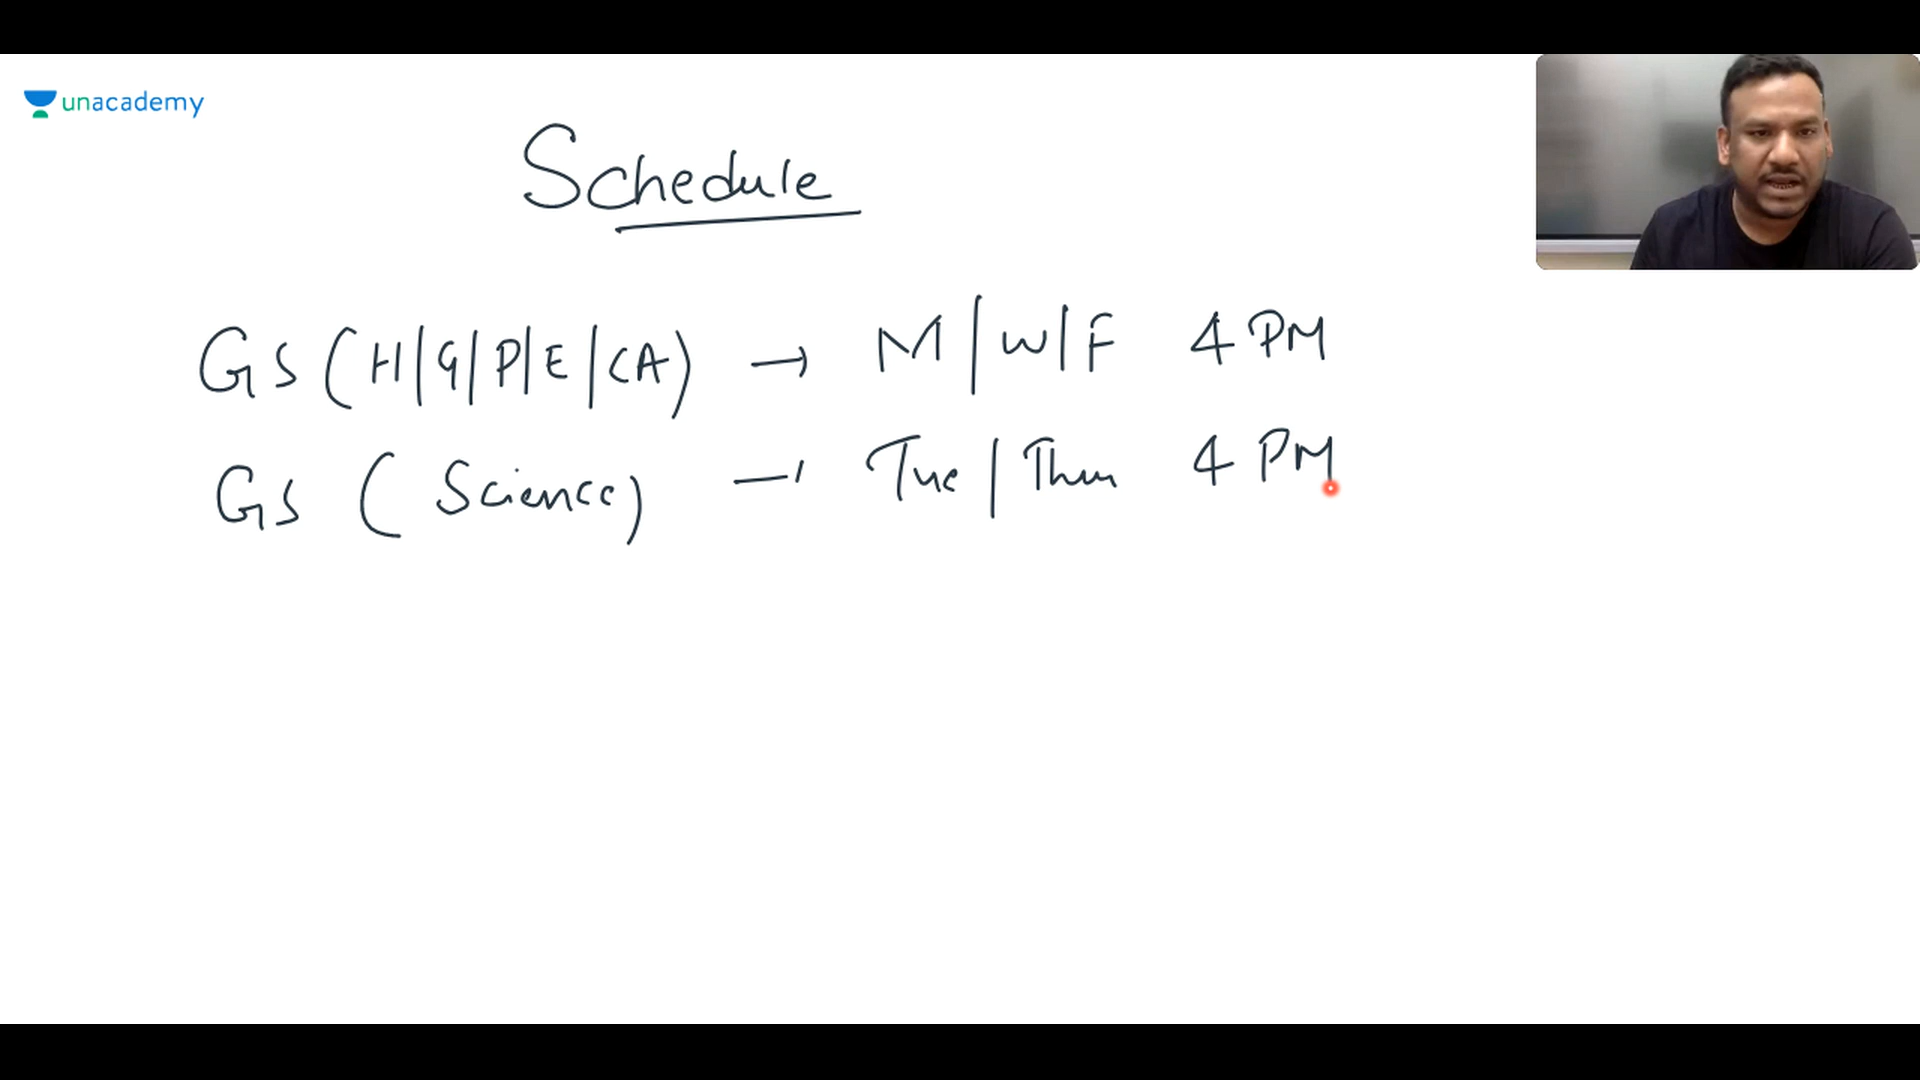 unacademy
Schedule
GS (H|G|P|E|CA) → M|W|F 4 PM
GS (Science) → Tue|Thu 4 PM